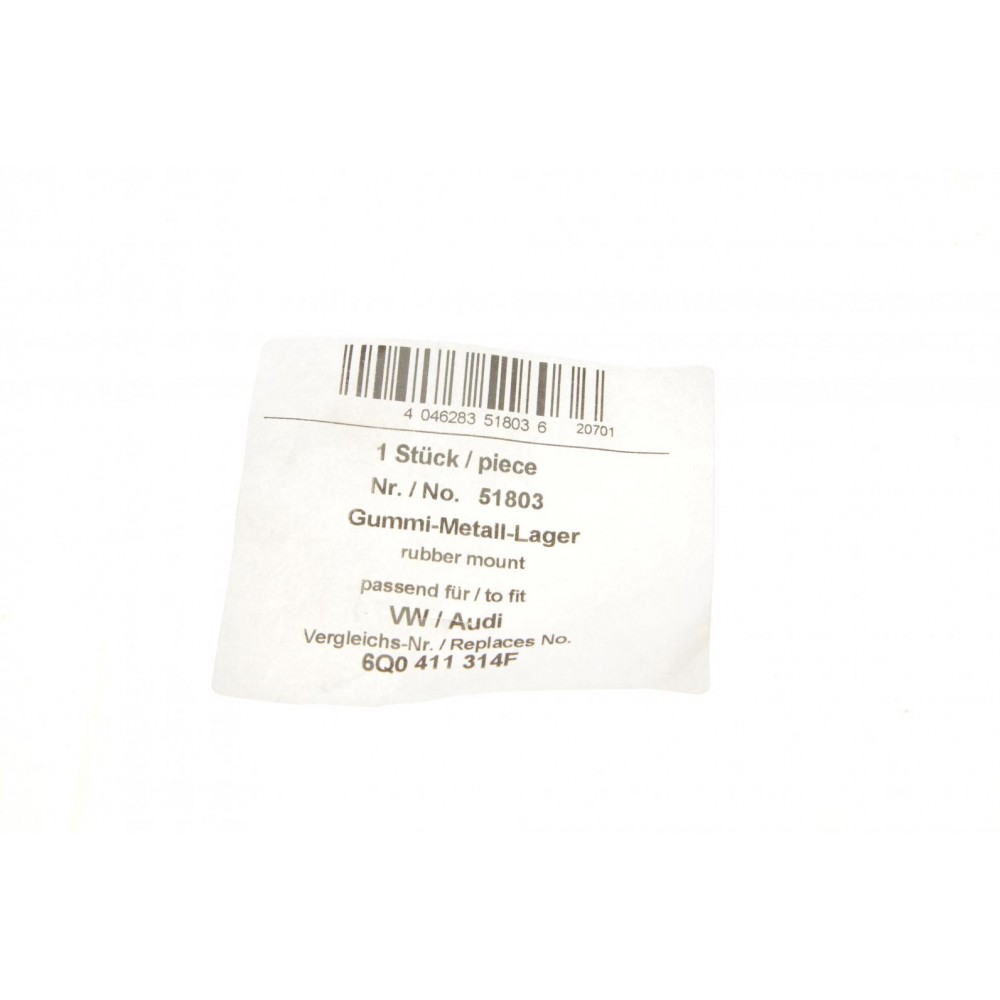 4 046283 51803 6 20701
1 Stück / piece
Nr. / No. 51803
Gummi-Metall-Lager
rubber mount
passend für / to fit
VW / Audi
Vergleichs-Nr. / Replaces No.
6Q0 411 314F